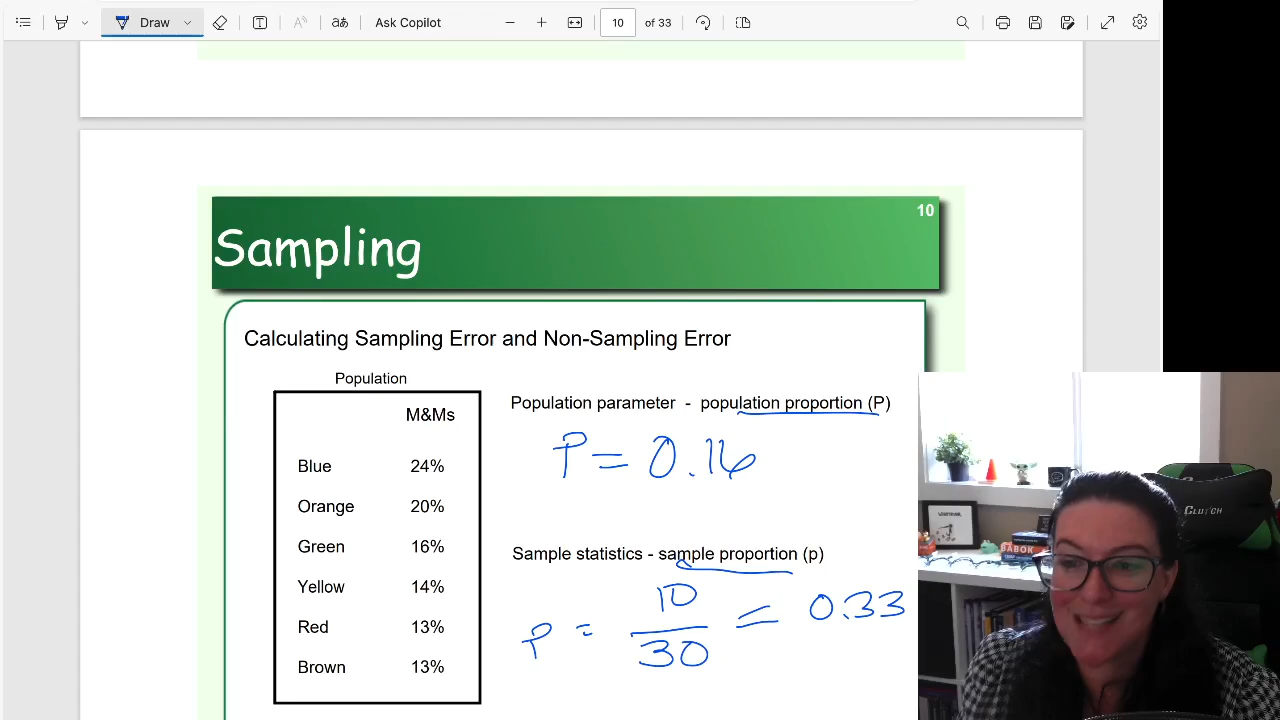 Draw
Ask Copilot
10 of 33
10
Sampling
Calculating Sampling Error and Non-Sampling Error
Population
M&Ms
Blue 24%
Orange 20%
Green 16%
Yellow 14%
Red 13%
Brown 13%
Population parameter - population proportion (P)
P = 0.16
Sample statistics - sample proportion (p)
p = 10/30 = 0.33
CLUTCH
BABOK